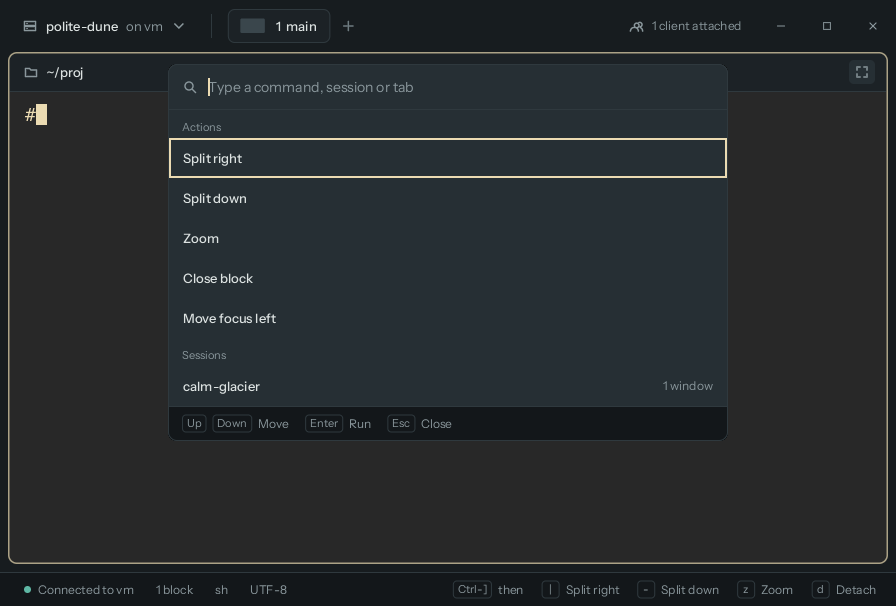 polite-dune on vm 1 main + 1 client attached
~/proj
Type a command, session or tab
#
Actions
Split right
Split down
Zoom
Close block
Move focus left
Sessions
calm-glacier 1 window
Up Down Move Enter Run Esc Close
Connected to vm 1 block sh UTF-8 Ctrl-] then | Split right - Split down z Zoom d Detach